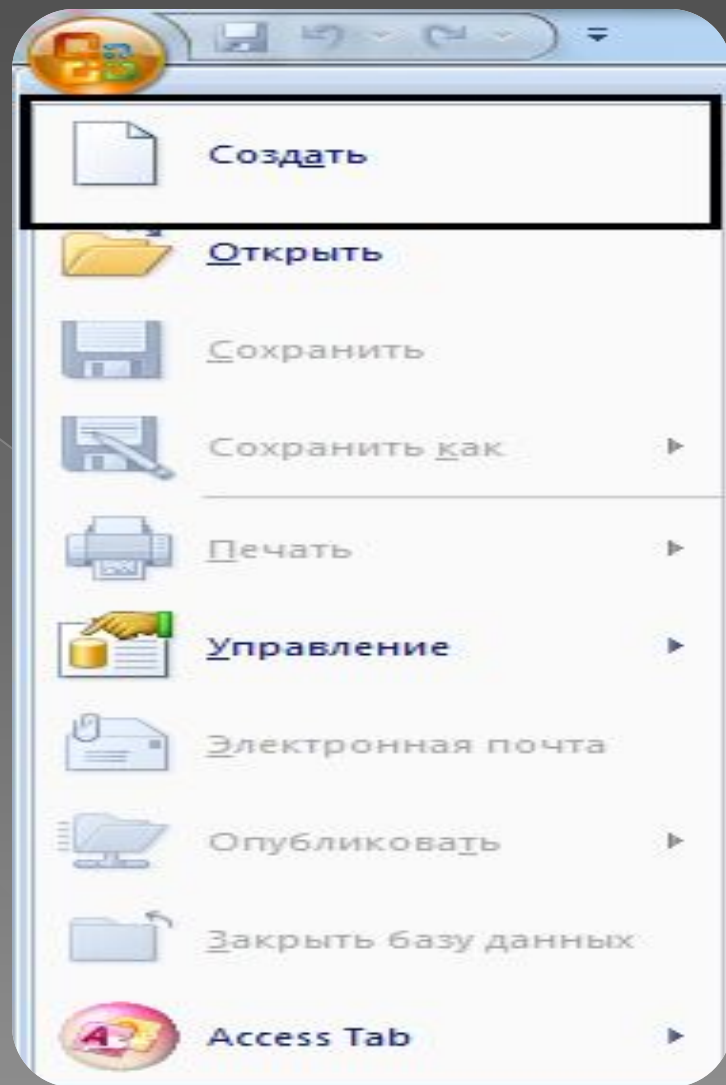 Создать
Открыть
Сохранить
Сохранить как
Печать
Управление
Электронная почта
Опубликовать
Закрыть базу данных
Access Tab